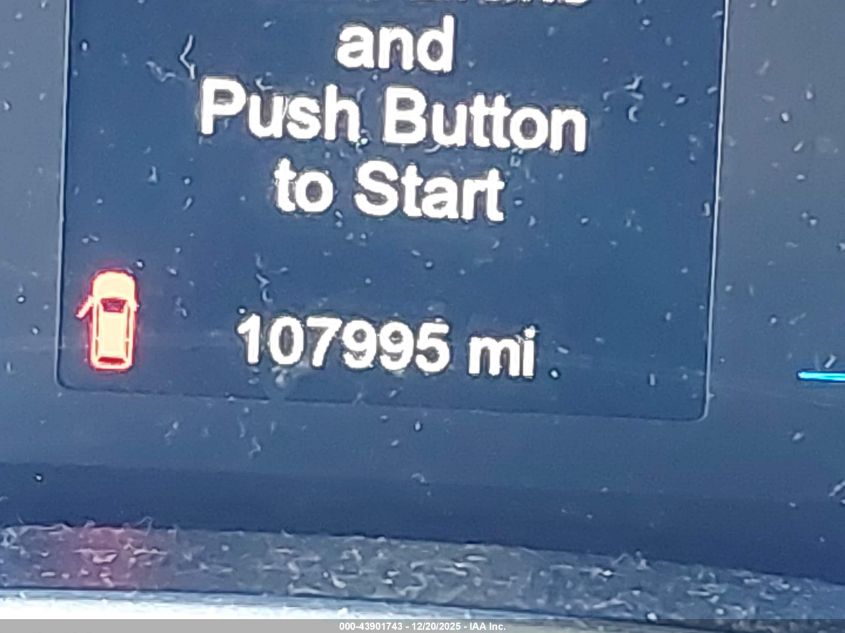 and
Push Button
to Start
107995 mi
000-43901743 - 12/20/2025 - IAA Inc.